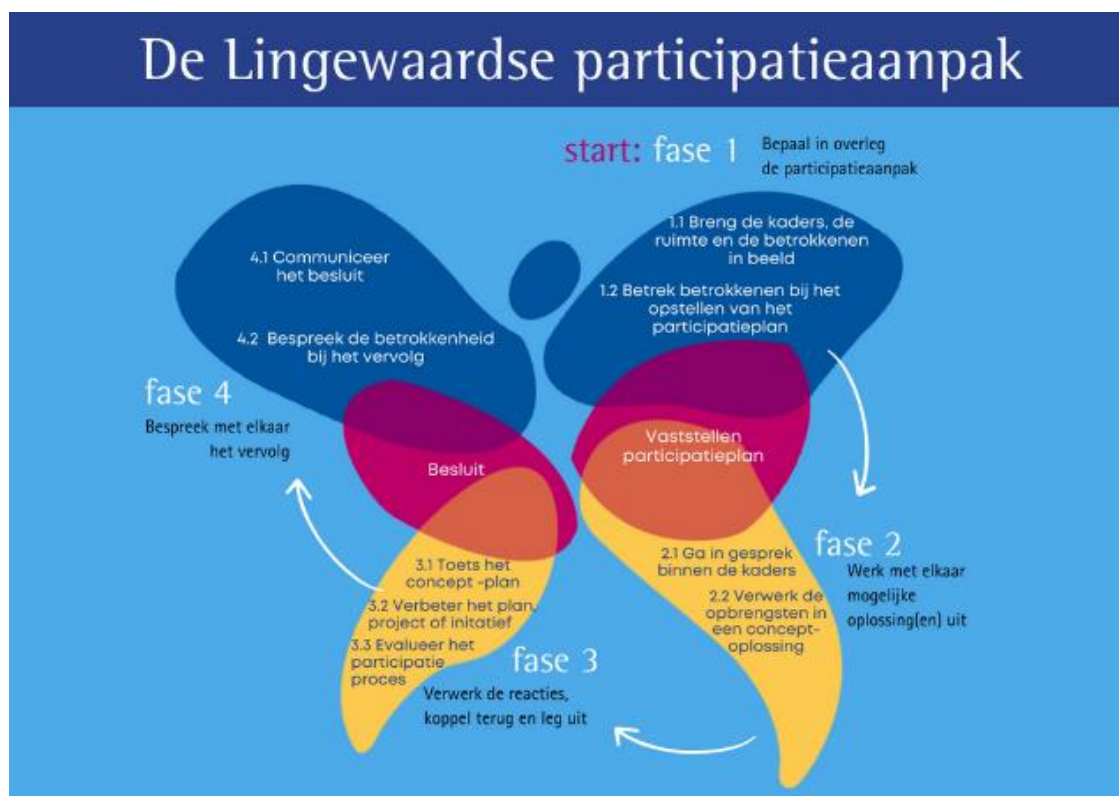 De Lingewaardse participatieaanpak
start: fase 1
Bepaal in overleg
de participatieaanpak
1.1 Breng de kaders, de
ruimte en de betrokkenen
in beeld
1.2 Betrek betrokkenen bij het
opstellen van het
participatieplan
Vaststellen
participatieplan
fase 2
Werk met elkaar
mogelijke
oplossing(en) uit
2.1 Ga in gesprek
binnen de kaders
2.2 Verwerk de
opbrengsten in
een concept-
oplossing
fase 3
Verwerk de reacties,
koppel terug en leg uit
3.1 Toets het
concept -plan
3.2 Verbeter het plan,
project of initatief
3.3 Evalueer het
participatie
proces
Besluit
fase 4
Bespreek met elkaar
het vervolg
4.1 Communiceer
het besluit
4.2 Bespreek de betrokkenheid
bij het vervolg